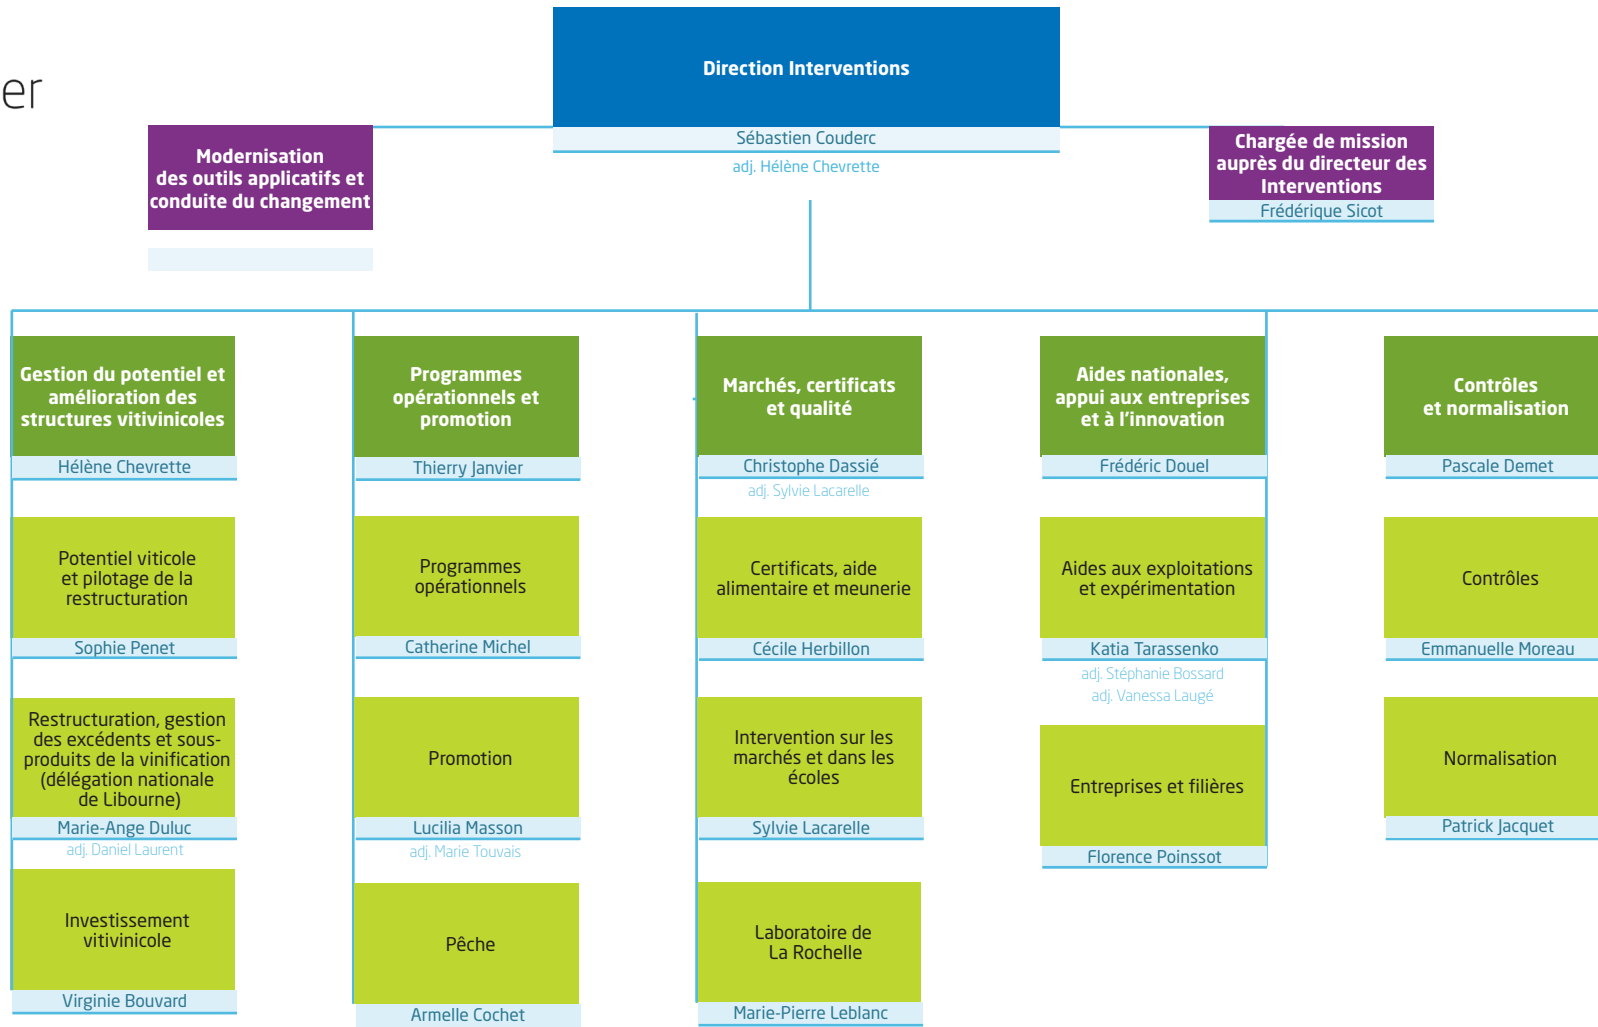 er
Direction Interventions
Sébastien Couderc
adj. Hélène Chevrette
Modernisation
des outils applicatifs et
conduite du changement
Chargée de mission
auprès du directeur des
Interventions
Frédérique Sicot
Gestion du potentiel et
amélioration des
structures vitivinicoles
Hélène Chevrette
Potentiel viticole
et pilotage de la
restructuration
Sophie Penet
Restructuration, gestion
des excédents et sous-
produits de la vinification
(délégation nationale
de Libourne)
Marie-Ange Duluc
adj. Daniel Laurent
Investissement
vitivinicole
Virginie Bouvard
Programmes
opérationnels et
promotion
Thierry Janvier
Programmes
opérationnels
Catherine Michel
Promotion
Lucilia Masson
adj. Marie Touvais
Pêche
Armelle Cochet
Marchés, certificats
et qualité
Christophe Dassié
adj. Sylvie Lacarelle
Certificats, aide
alimentaire et meunerie
Cécile Herbillon
Intervention sur les
marchés et dans les
écoles
Sylvie Lacarelle
Laboratoire de
La Rochelle
Marie-Pierre Leblanc
Aides nationales,
appui aux entreprises
et à l'innovation
Frédéric Douel
Aides aux exploitations
et expérimentation
Katia Tarassenko
adj. Stéphanie Bossard
adj. Vanessa Laugé
Entreprises et filières
Florence Poinssot
Contrôles
et normalisation
Pascale Demet
Contrôles
Emmanuelle Moreau
Normalisation
Patrick Jacquet